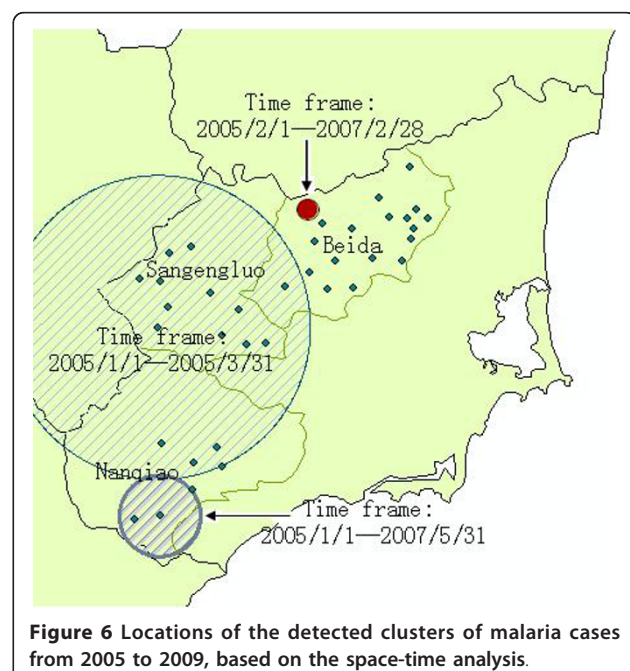 Time frame:
2005/2/1—2007/2/28
Beida
Sangengluo
Time frame:
2005/1/1—2005/3/31
Nanqiao
Time frame:
2005/1/1—2007/5/31
Figure 6 Locations of the detected clusters of malaria cases
from 2005 to 2009, based on the space-time analysis.